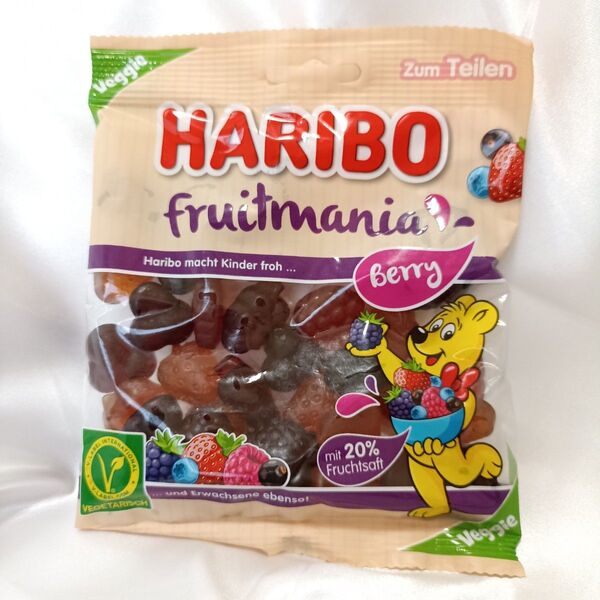 Veggie
Zum Teilen
HARIBO
fruitmania
Haribo macht Kinder froh ...
Berry
mit 20%
Fruchtsaft
V-LABEL INTERNATIONAL
VEGETARISCH
... und Erwachsene ebenso!
Veggie